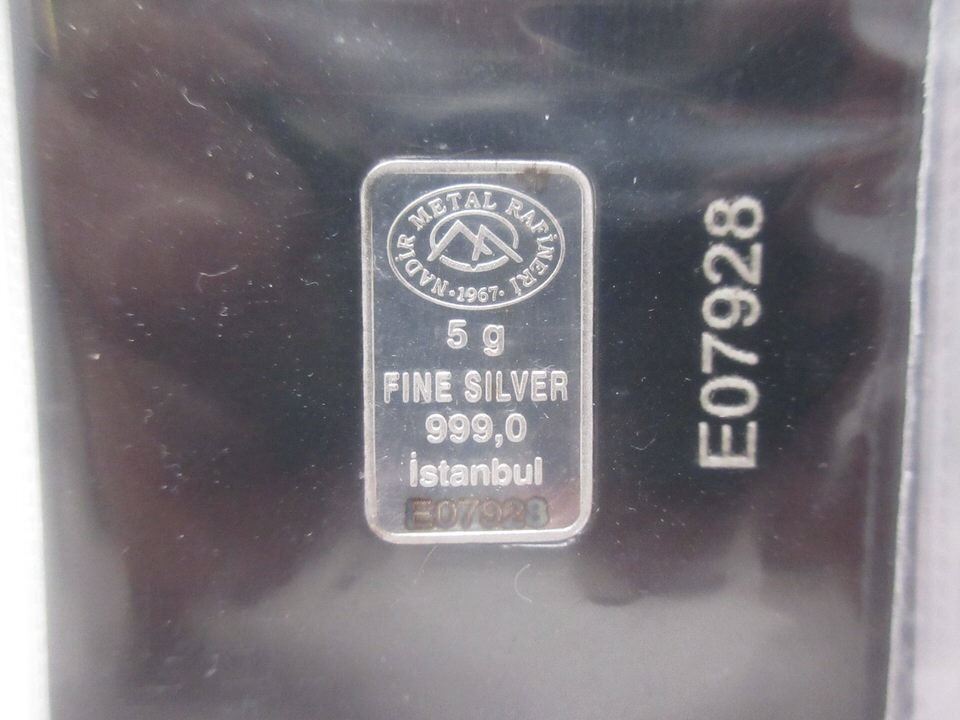 NADİR METAL RAFİNERİ
·1967·
5 g
FINE SILVER
999,0
İstanbul
E07928
E07928